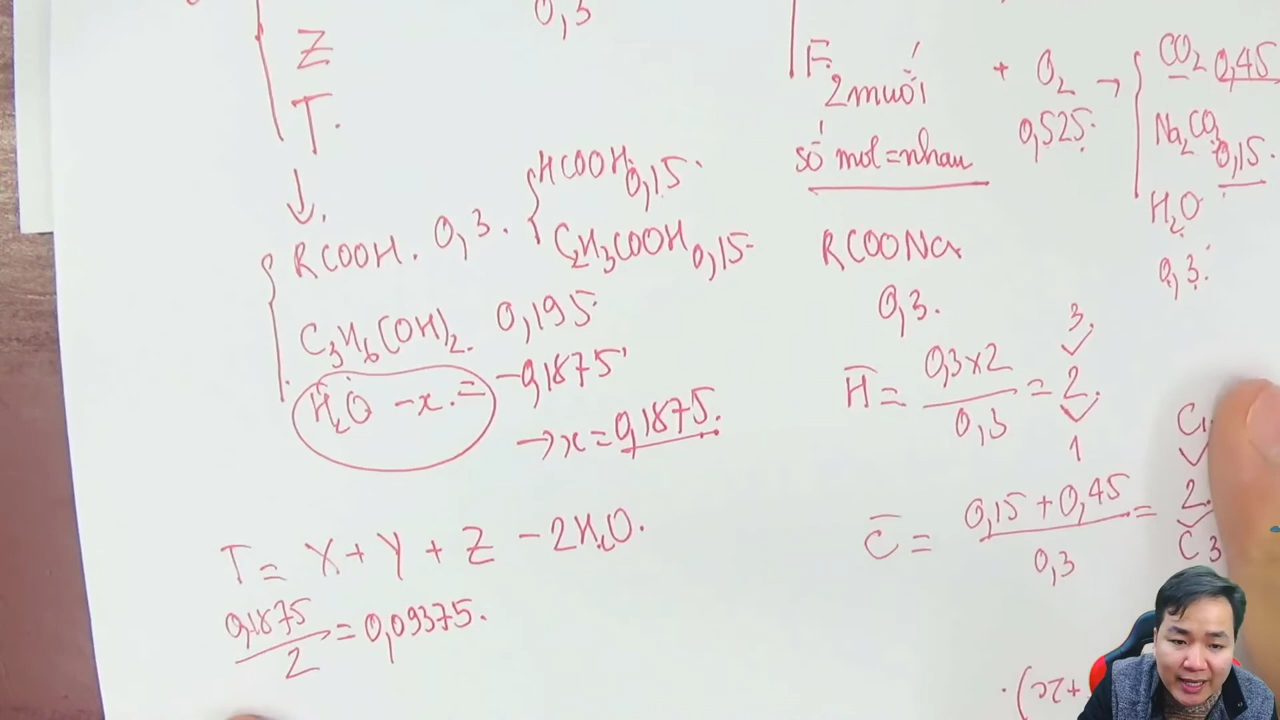 0,3
Z
T.
F 2 muối + O₂ → CO₂ 0,45
số mol = nhau 0,525. Na₂CO₃ 0,15.
H₂O
0,3.
RCOOH. 0,3. HCOOH 0,15.
C₂H₃COOH 0,15
C₃H₆(OH)₂. 0,195.
H₂O -x. = -0,1875
→ x = 0,1875.
T = X + Y + Z - 2H₂O.
0,1875/2 = 0,09375.
RCOONa
0,3.
3
H̅ = 0,3x2/0,3 = 2.
1
C̅ = 0,15 + 0,45/0,3 = 2.
C₃